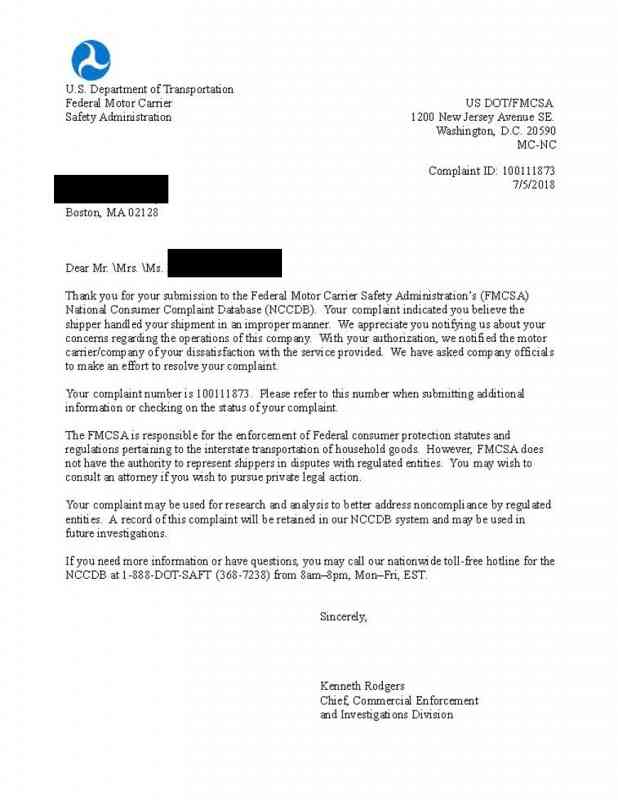 U.S. Department of Transportation
Federal Motor Carrier
Safety Administration
US DOT/FMCSA
1200 New Jersey Avenue SE.
Washington, D.C. 20590
MC-NC
Complaint ID: 100111873
7/5/2018
Boston, MA 02128
Dear Mr. \Mrs. \Ms.
Thank you for your submission to the Federal Motor Carrier Safety Administration's (FMCSA)
National Consumer Complaint Database (NCCDB). Your complaint indicated you believe the
shipper handled your shipment in an improper manner. We appreciate you notifying us about your
concerns regarding the operations of this company. With your authorization, we notified the motor
carrier/company of your dissatisfaction with the service provided. We have asked company officials
to make an effort to resolve your complaint.
Your complaint number is 100111873. Please refer to this number when submitting additional
information or checking on the status of your complaint.
The FMCSA is responsible for the enforcement of Federal consumer protection statutes and
regulations pertaining to the interstate transportation of household goods. However, FMCSA does
not have the authority to represent shippers in disputes with regulated entities. You may wish to
consult an attorney if you wish to pursue private legal action.
Your complaint may be used for research and analysis to better address noncompliance by regulated
entities. A record of this complaint will be retained in our NCCDB system and may be used in
future investigations.
If you need more information or have questions, you may call our nationwide toll-free hotline for the
NCCDB at 1-888-DOT-SAFT (368-7238) from 8am–8pm, Mon–Fri, EST.
Sincerely,
Kenneth Rodgers
Chief, Commercial Enforcement
and Investigations Division